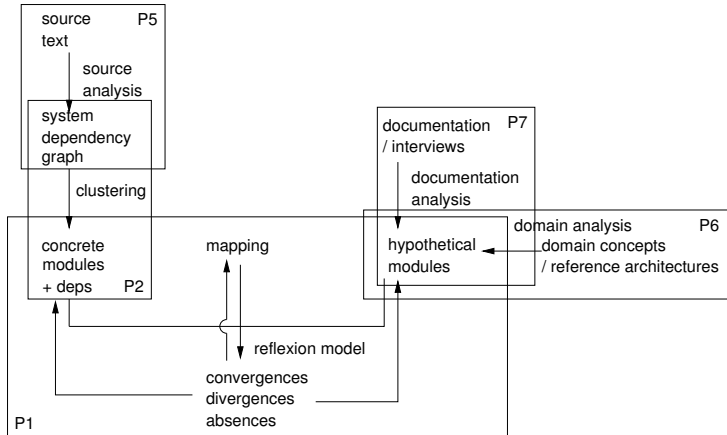 source
text
P5
source
analysis
system
dependency
graph
clustering
concrete
modules
+ deps
P2
mapping
reflexion model
convergences
divergences
absences
P1
documentation
/ interviews
P7
documentation
analysis
hypothetical
modules
domain analysis
P6
domain concepts
/ reference architectures